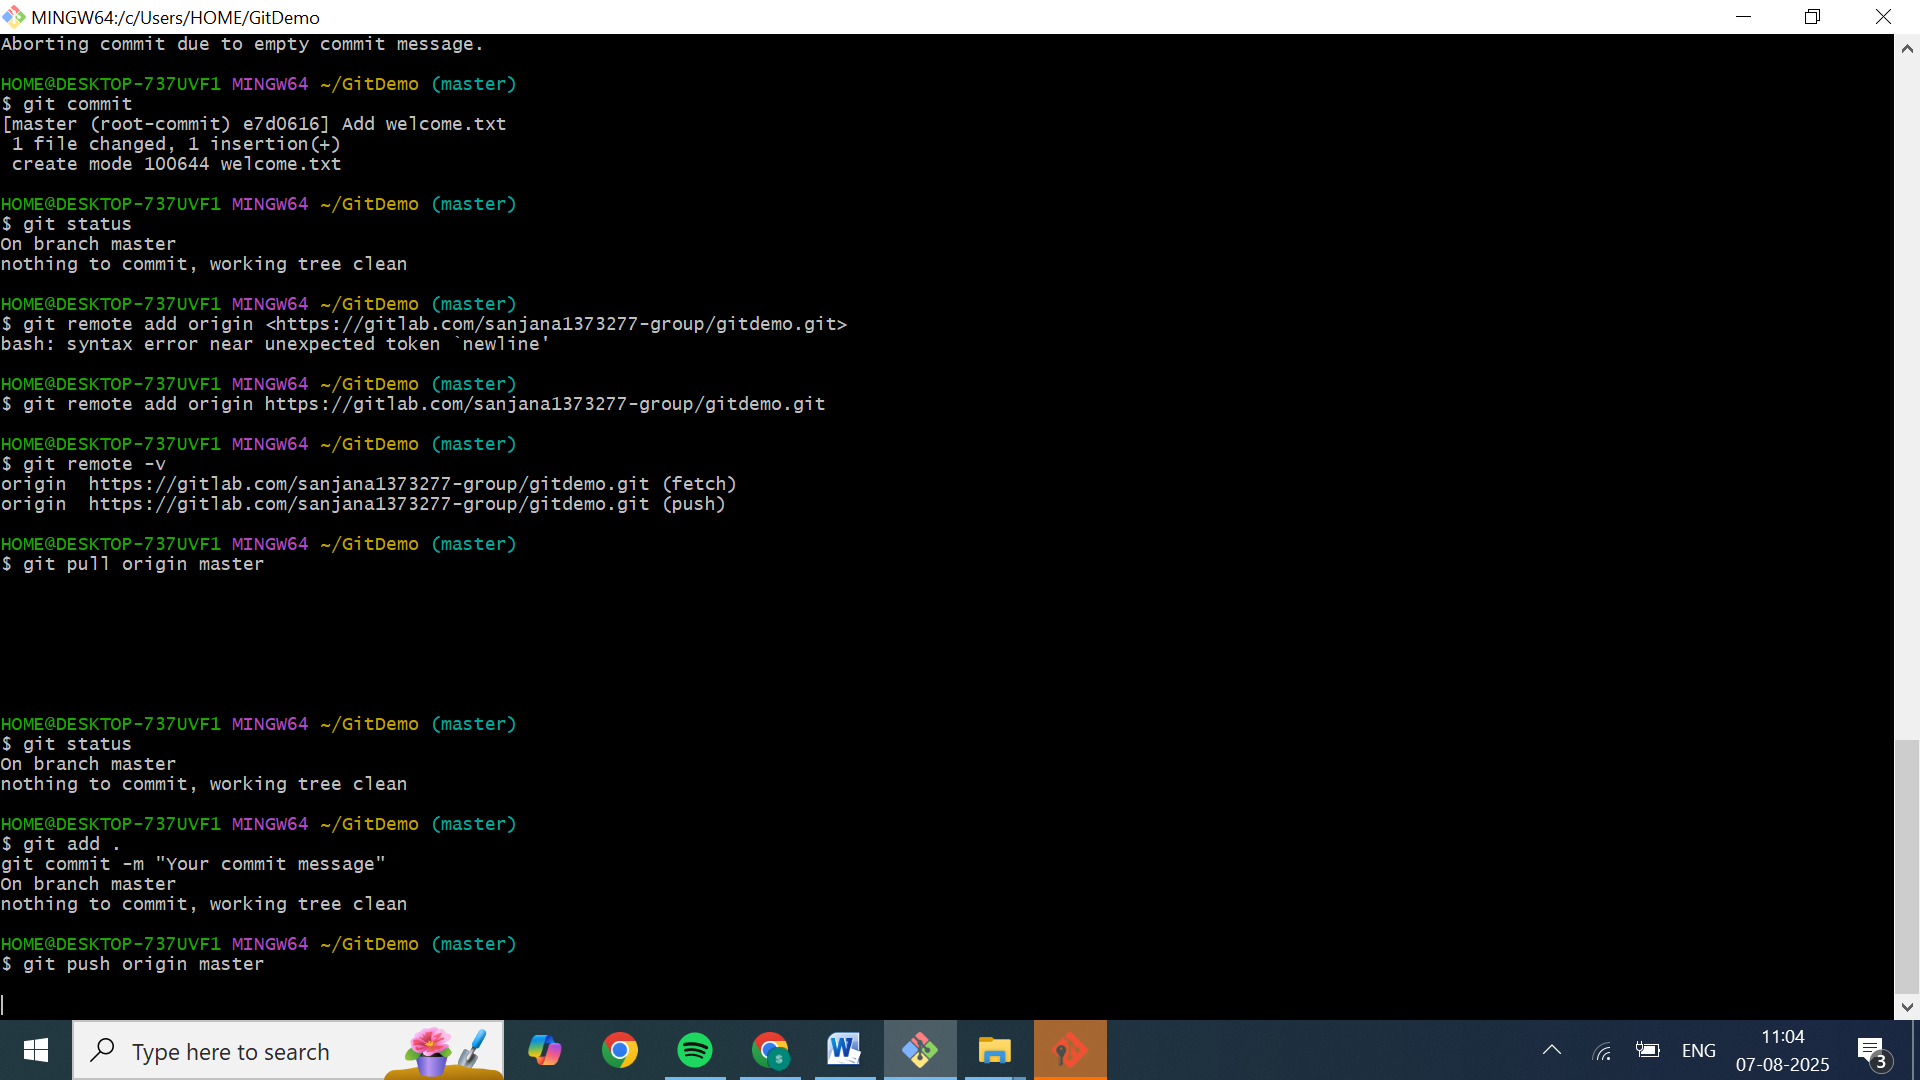 MINGW64:/c/Users/HOME/GitDemo
Aborting commit due to empty commit message.
HOME@DESKTOP-737UVF1 MINGW64 ~/GitDemo (master)
$ git commit
[master (root-commit) e7d0616] Add welcome.txt
1 file changed, 1 insertion(+)
create mode 100644 welcome.txt
HOME@DESKTOP-737UVF1 MINGW64 ~/GitDemo (master)
$ git status
On branch master
nothing to commit, working tree clean
HOME@DESKTOP-737UVF1 MINGW64 ~/GitDemo (master)
$ git remote add origin <https://gitlab.com/sanjana1373277-group/gitdemo.git>
bash: syntax error near unexpected token `newline'
HOME@DESKTOP-737UVF1 MINGW64 ~/GitDemo (master)
$ git remote add origin https://gitlab.com/sanjana1373277-group/gitdemo.git
HOME@DESKTOP-737UVF1 MINGW64 ~/GitDemo (master)
$ git remote -v
origin  https://gitlab.com/sanjana1373277-group/gitdemo.git (fetch)
origin  https://gitlab.com/sanjana1373277-group/gitdemo.git (push)
HOME@DESKTOP-737UVF1 MINGW64 ~/GitDemo (master)
$ git pull origin master
HOME@DESKTOP-737UVF1 MINGW64 ~/GitDemo (master)
$ git status
On branch master
nothing to commit, working tree clean
HOME@DESKTOP-737UVF1 MINGW64 ~/GitDemo (master)
$ git add .
git commit -m "Your commit message"
On branch master
nothing to commit, working tree clean
HOME@DESKTOP-737UVF1 MINGW64 ~/GitDemo (master)
$ git push origin master
Type here to search
S
W
ENG
11:04
07-08-2025
3